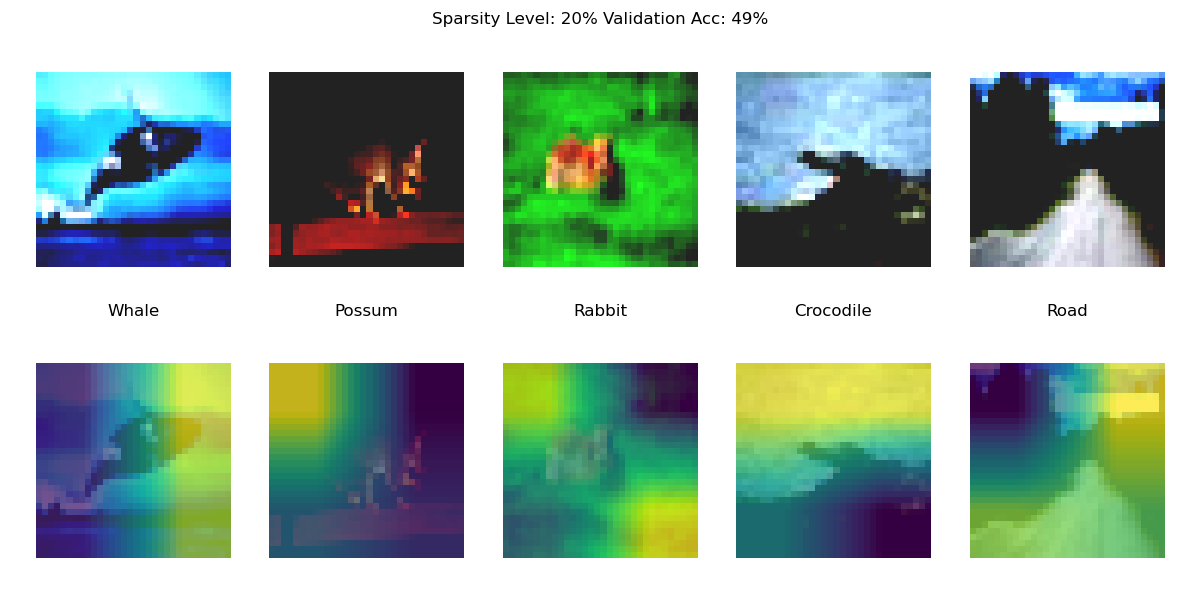 Sparsity Level: 20% Validation Acc: 49%
Whale
Possum
Rabbit
Crocodile
Road